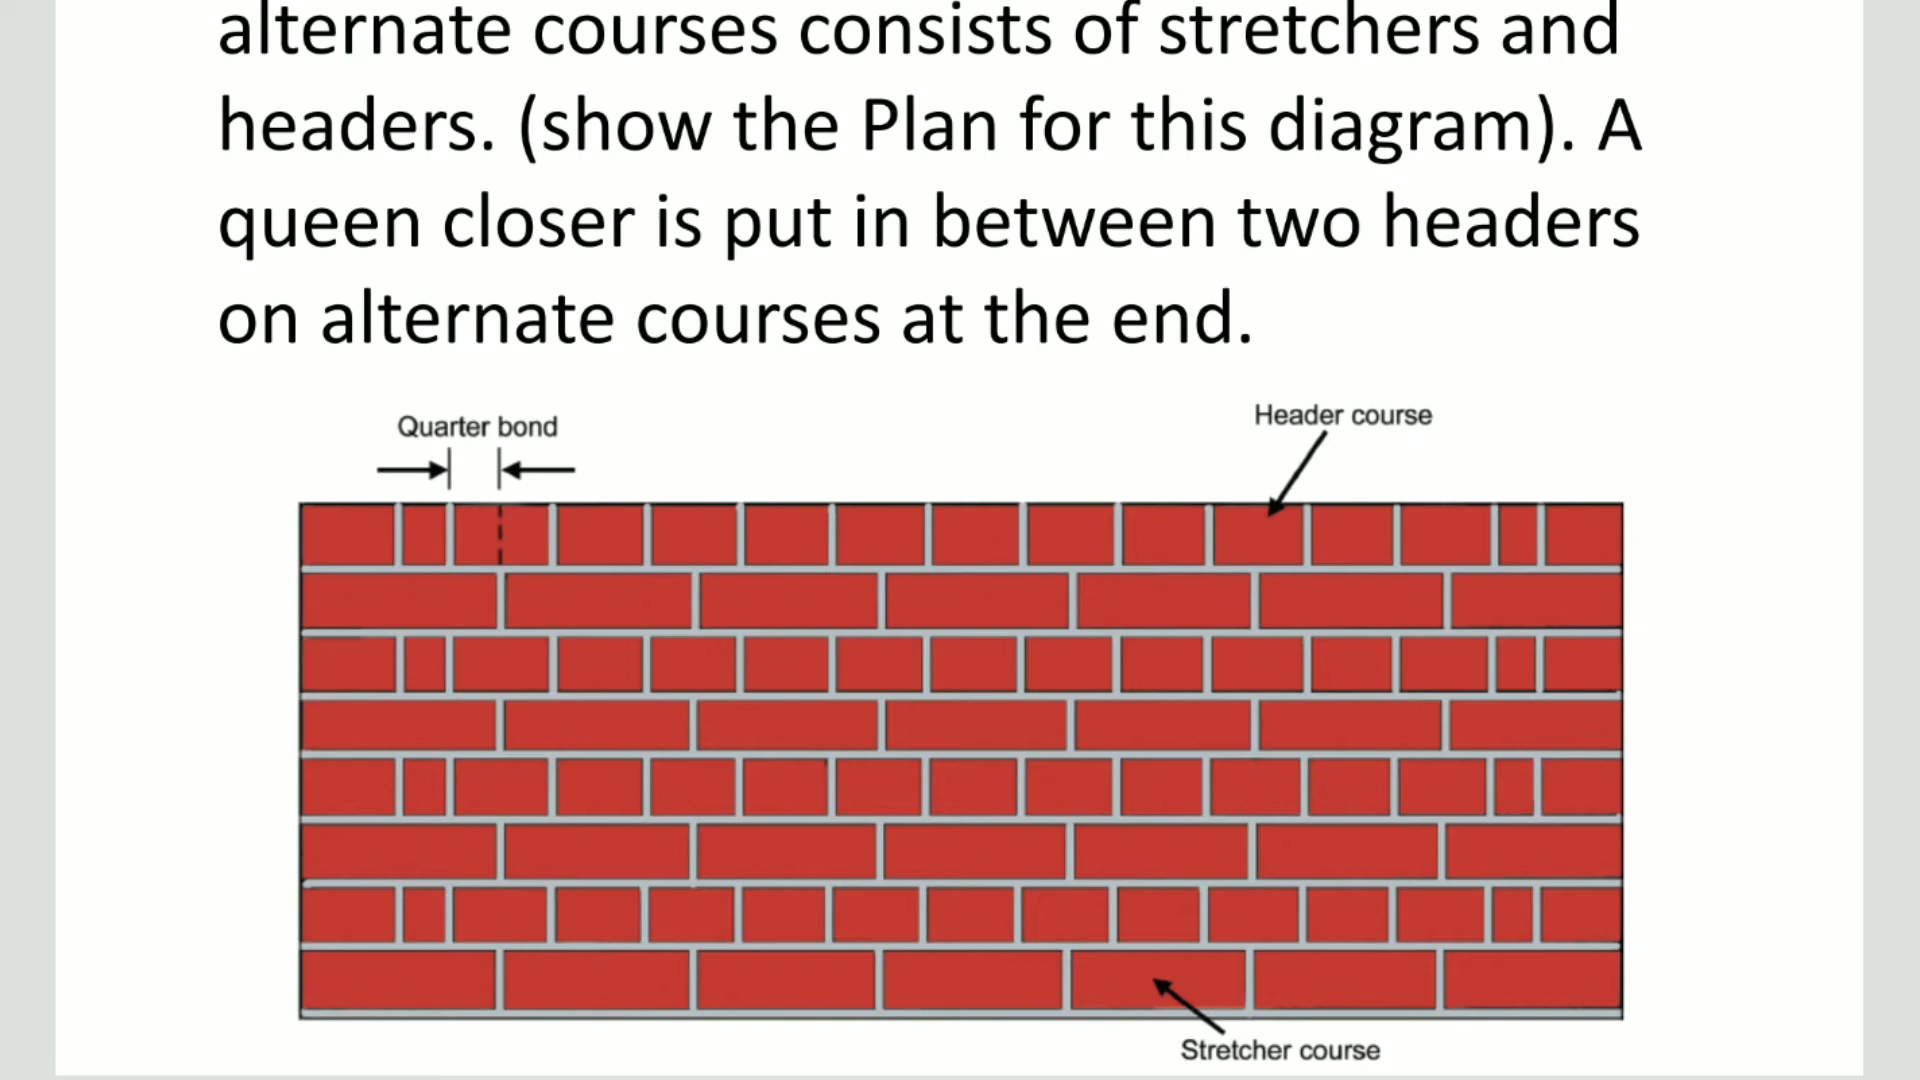 alternate courses consists of stretchers and
headers. (show the Plan for this diagram). A
queen closer is put in between two headers
on alternate courses at the end.
Quarter bond
Header course
Stretcher course